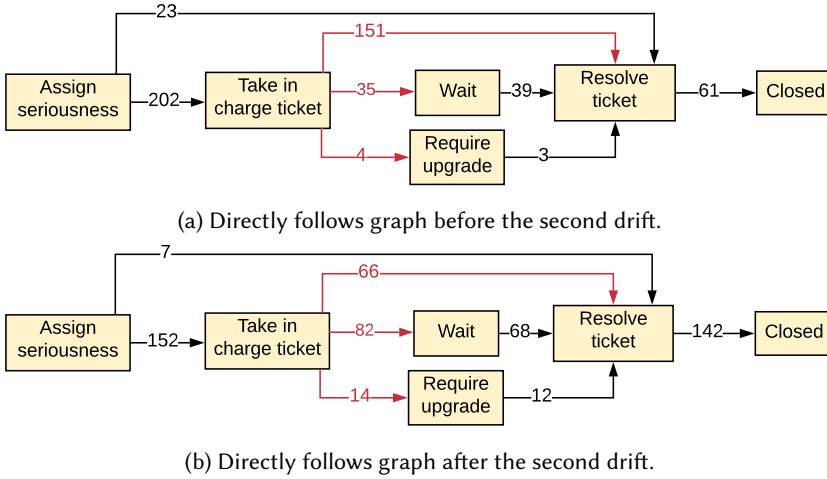 23
151
Assign
seriousness
202
Take in
charge ticket
35
Wait
39
Resolve
ticket
61
Closed
4
Require
upgrade
3
(a) Directly follows graph before the second drift.
7
66
Assign
seriousness
152
Take in
charge ticket
82
Wait
68
Resolve
ticket
142
Closed
14
Require
upgrade
12
(b) Directly follows graph after the second drift.